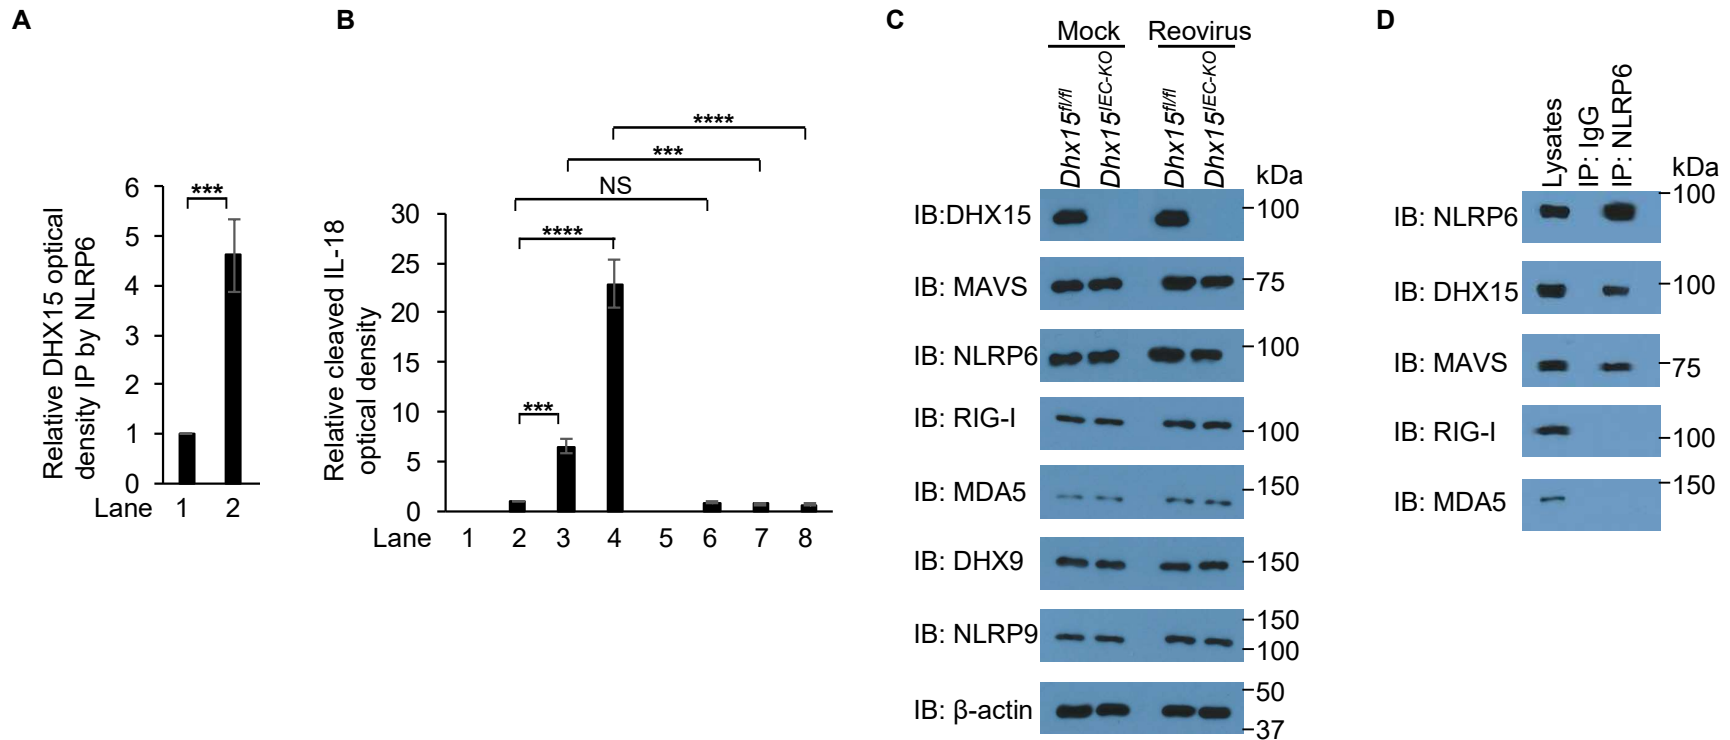 A
Relative DHX15 optical
density IP by NLRP6
6
5
4
3
2
1
0
***
Lane 1 2
B
Relative cleaved IL-18
optical density
30
25
20
15
10
5
0
****
***
NS
****
***
Lane 1 2 3 4 5 6 7 8
C
Mock Reovirus
Dhx15fl/fl Dhx15IEC-KO Dhx15fl/fl Dhx15IEC-KO
kDa
IB:DHX15 100
IB: MAVS 75
IB: NLRP6 100
IB: RIG-I 100
IB: MDA5 150
IB: DHX9 150
IB: NLRP9 150
100
IB: β-actin 50
37
D
Lysates IP: IgG IP: NLRP6
kDa
IB: NLRP6 100
IB: DHX15 100
IB: MAVS 75
IB: RIG-I 100
IB: MDA5 150